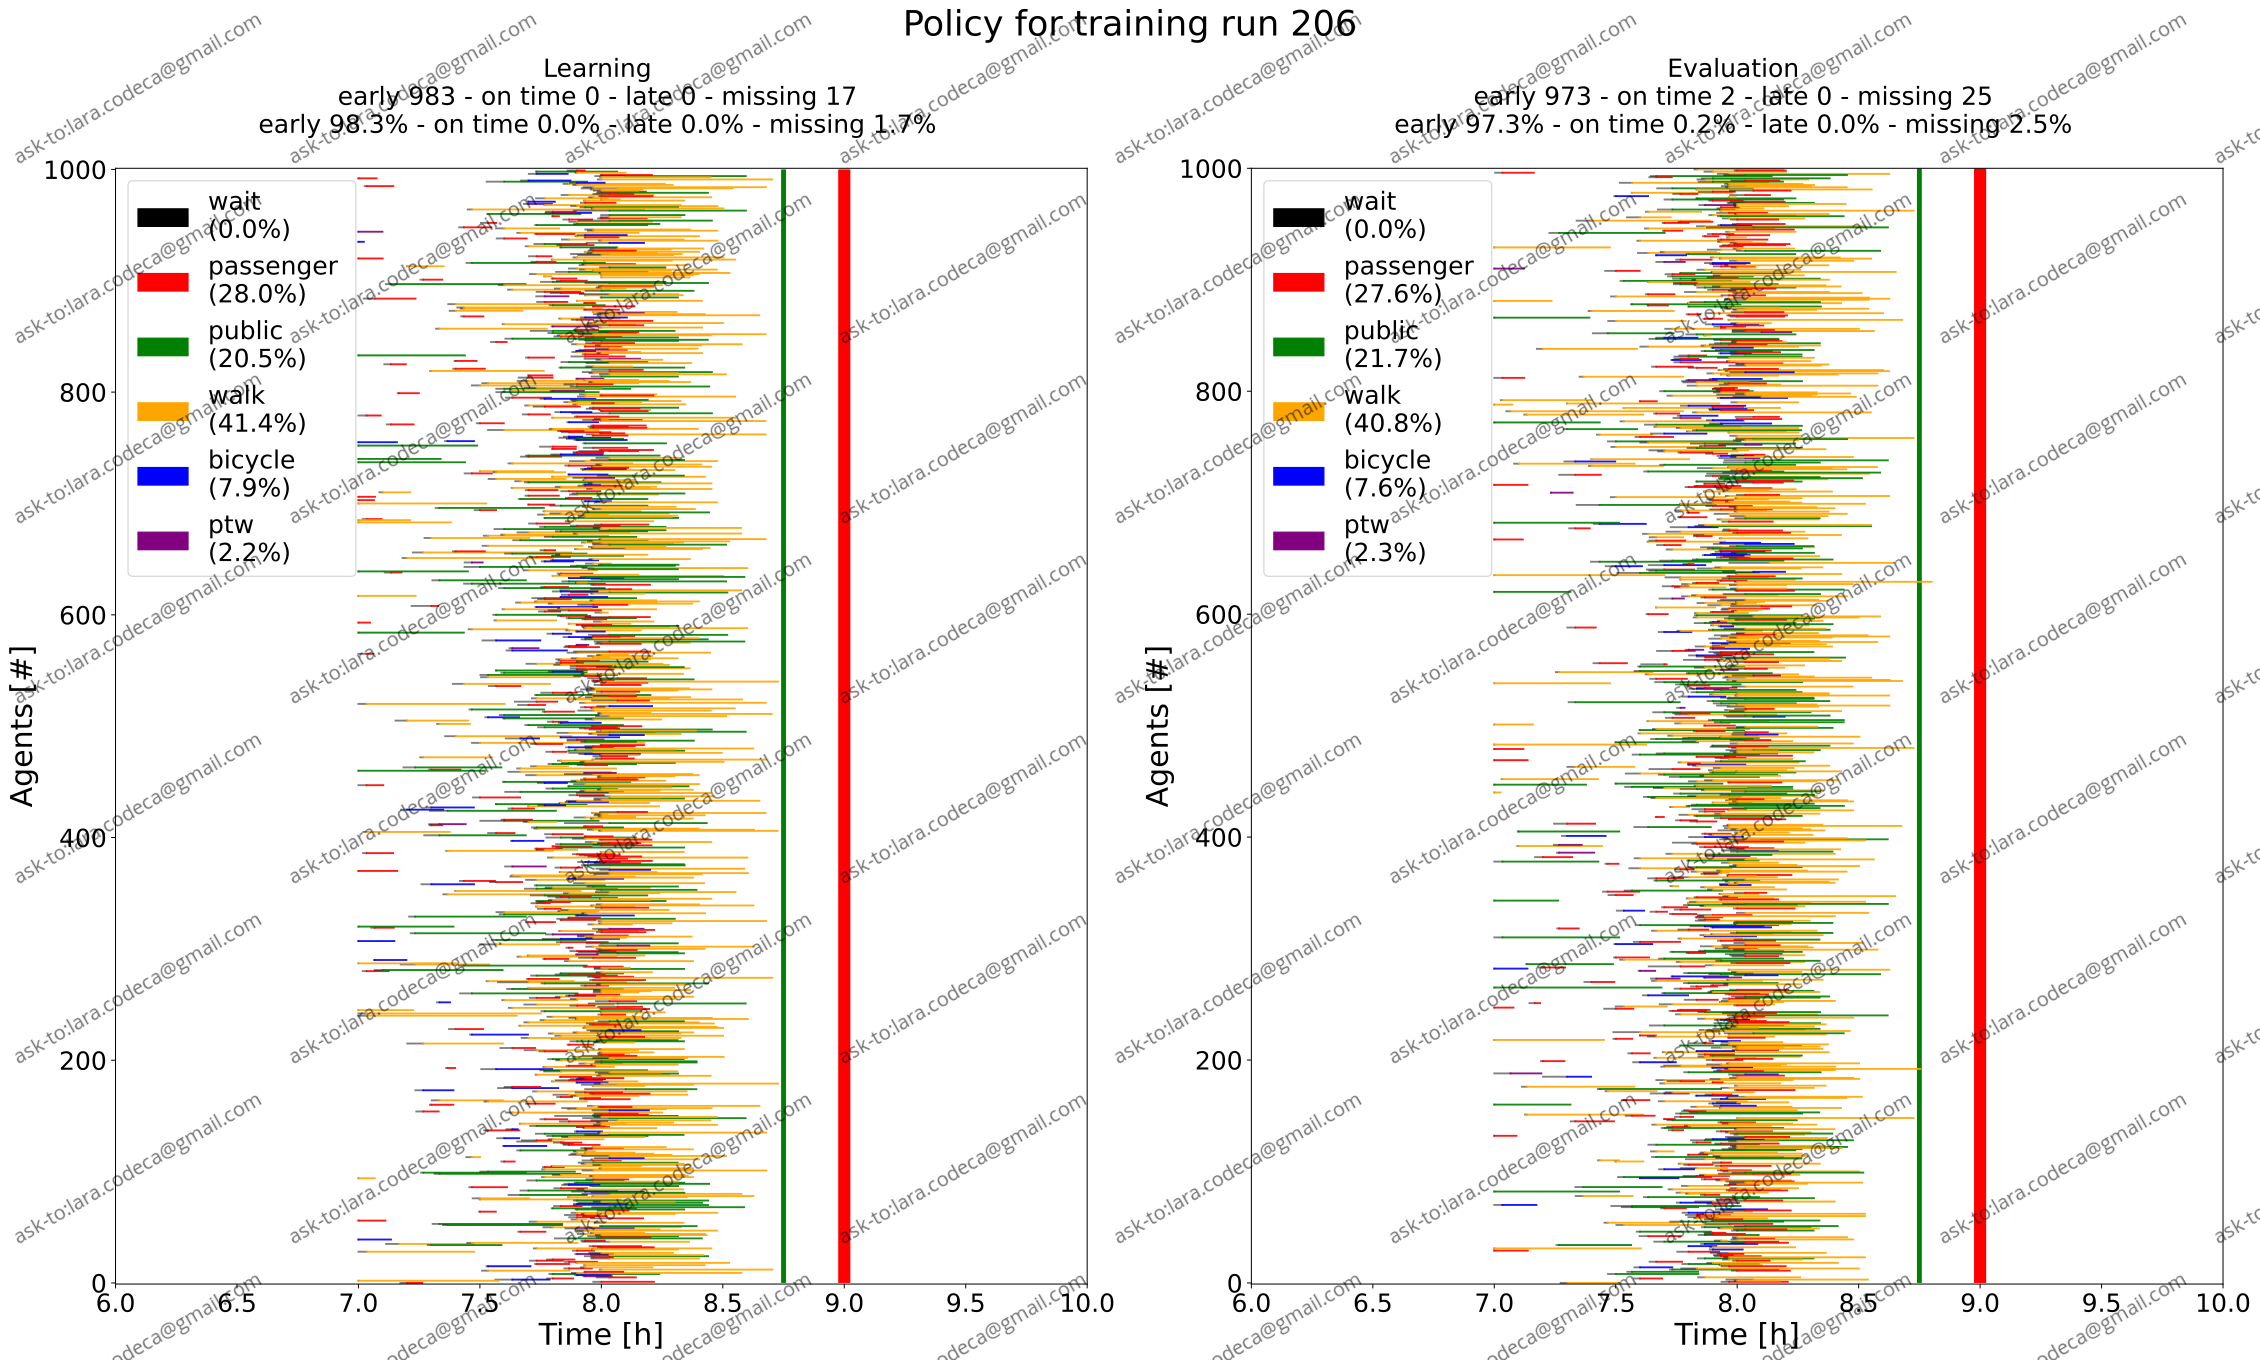 Policy for training run 206
Learning
early 983 - on time 0 - late 0 - missing 17
early 98.3% - on time 0.0% - late 0.0% - missing 1.7%
1000
800
600
400
200
0
Agents [#]
wait
(0.0%)
passenger
(28.0%)
public
(20.5%)
walk
(41.4%)
bicycle
(7.9%)
ptw
(2.2%)
6.0 6.5 7.0 7.5 8.0 8.5 9.0 9.5 10.0
Time [h]
Evaluation
early 973 - on time 2 - late 0 - missing 25
early 97.3% - on time 0.2% - late 0.0% - missing 2.5%
1000
800
600
400
200
0
Agents [#]
wait
(0.0%)
passenger
(27.6%)
public
(21.7%)
walk
(40.8%)
bicycle
(7.6%)
ptw
(2.3%)
6.0 6.5 7.0 7.5 8.0 8.5 9.0 9.5 10.0
Time [h]
ask-to:lara.codeca@gmail.com